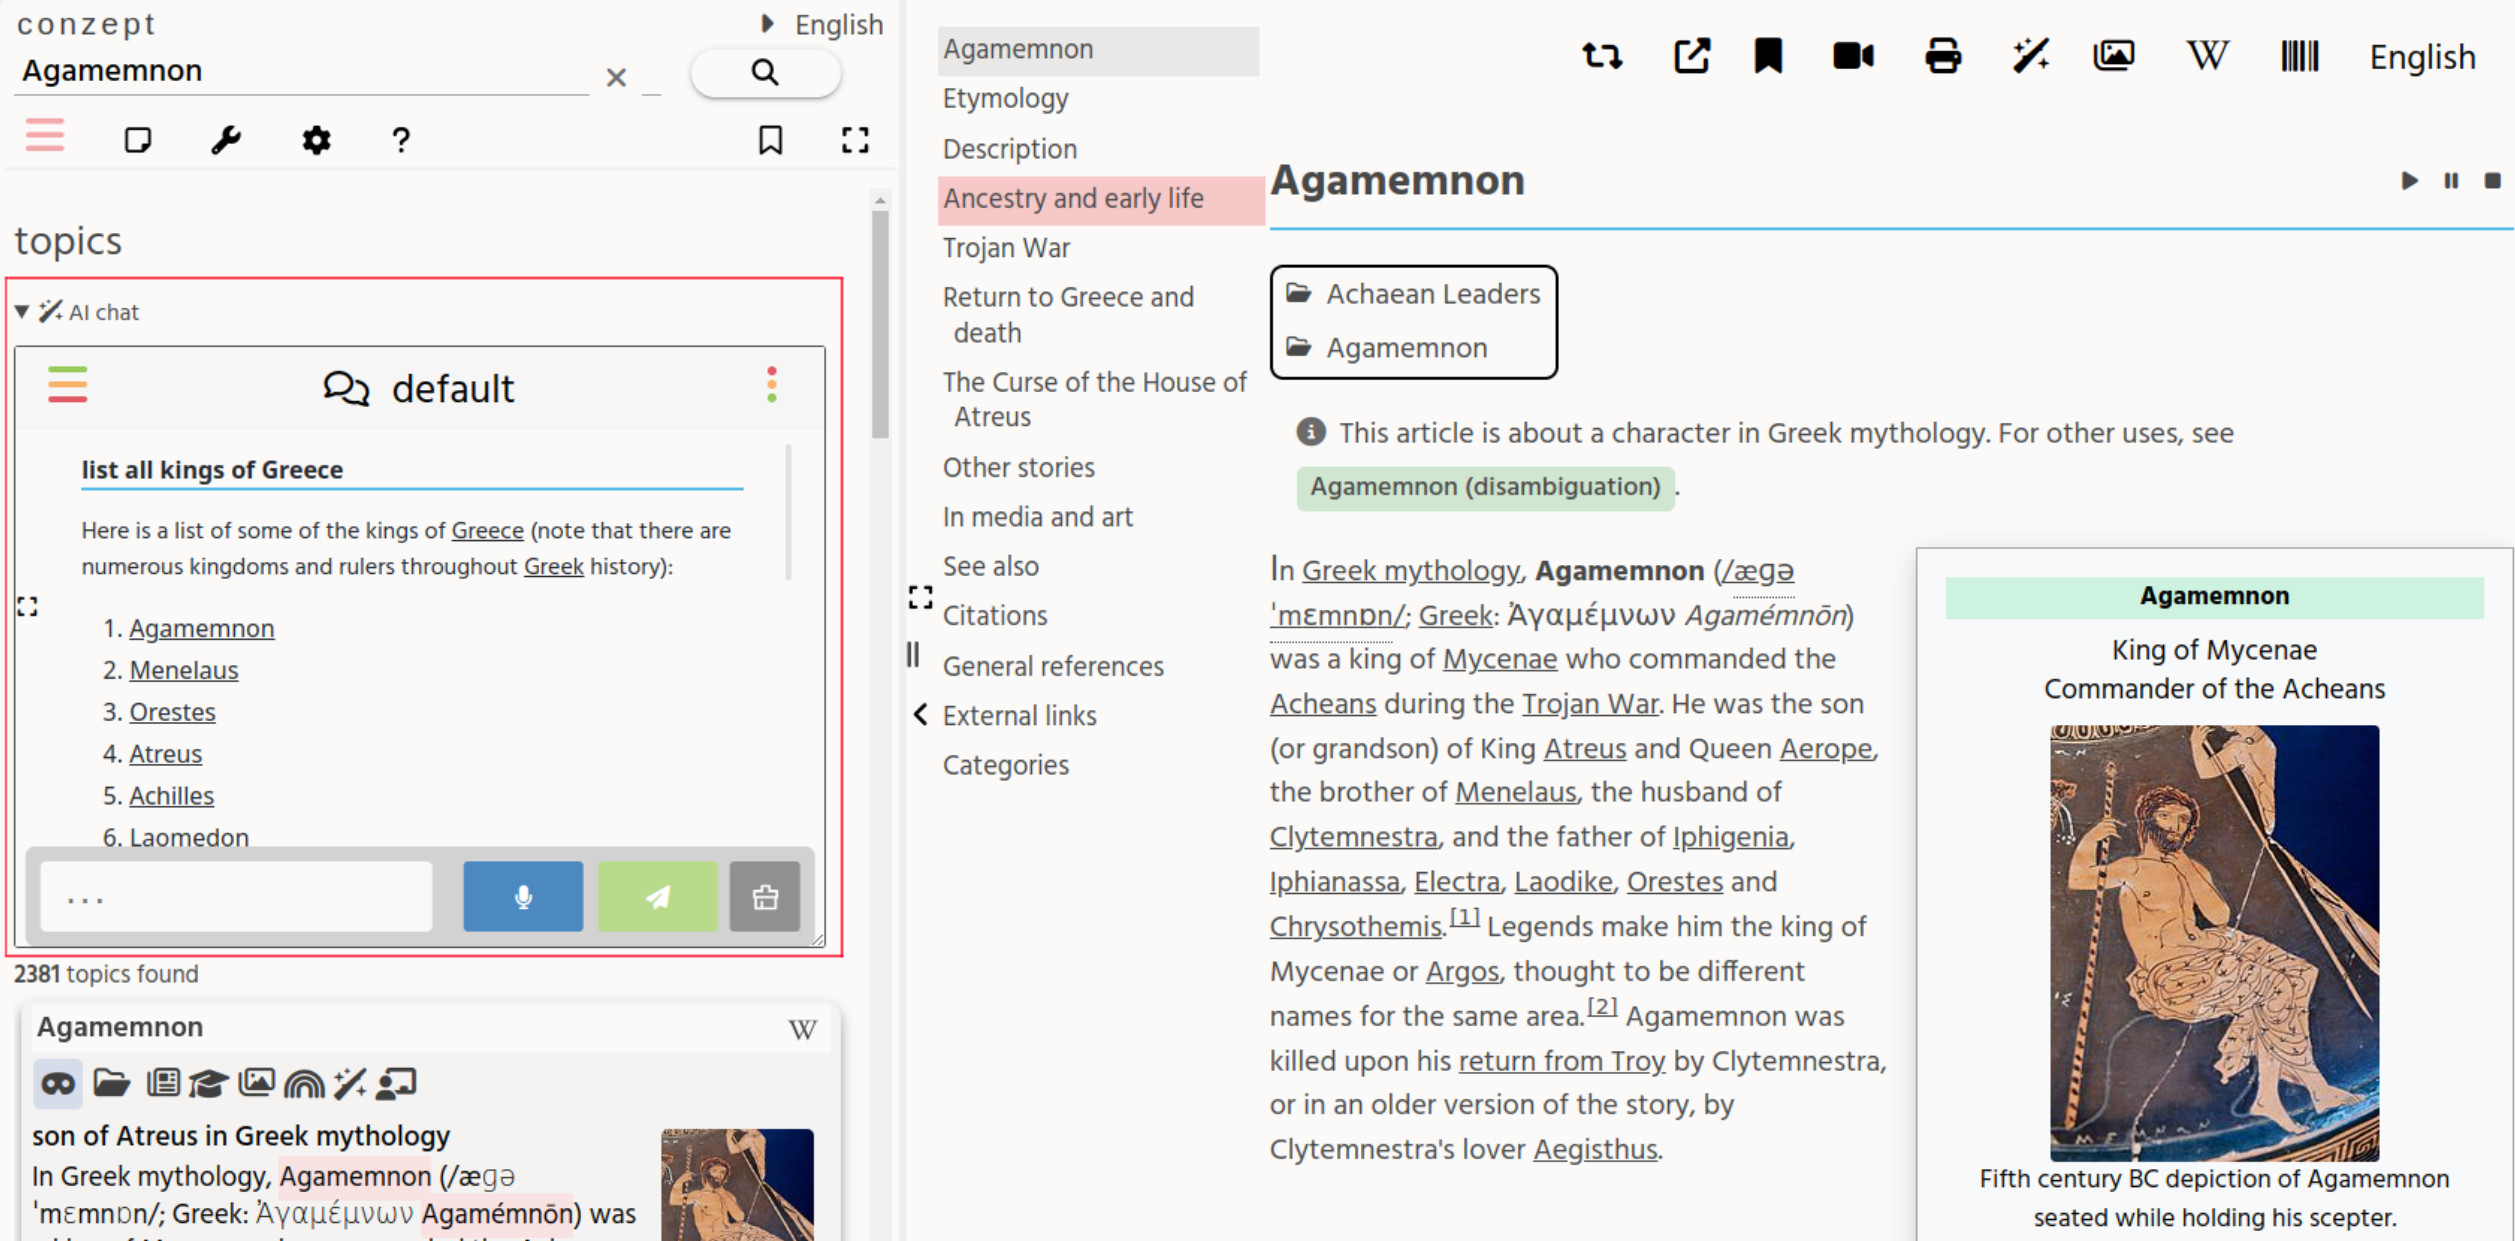 conzept
English
Agamemnon
topics
AI chat
default
list all kings of Greece
Here is a list of some of the kings of Greece (note that there are
numerous kingdoms and rulers throughout Greek history):
1. Agamemnon
2. Menelaus
3. Orestes
4. Atreus
5. Achilles
6. Laomedon
...
2381 topics found
Agamemnon
W
son of Atreus in Greek mythology
In Greek mythology, Agamemnon (/æɡə
ˈmɛmnɒn/; Greek: Ἀγαμέμνων Agamémnōn) was
Agamemnon
Etymology
Description
Ancestry and early life
Trojan War
Return to Greece and
death
The Curse of the House of
Atreus
Other stories
In media and art
See also
Citations
General references
External links
Categories
W
English
Agamemnon
Achaean Leaders
Agamemnon
This article is about a character in Greek mythology. For other uses, see
Agamemnon (disambiguation) .
In Greek mythology, Agamemnon (/æɡə
ˈmɛmnɒn/; Greek: Ἀγαμέμνων Agamémnōn)
was a king of Mycenae who commanded the
Acheans during the Trojan War. He was the son
(or grandson) of King Atreus and Queen Aerope,
the brother of Menelaus, the husband of
Clytemnestra, and the father of Iphigenia,
Iphianassa, Electra, Laodike, Orestes and
Chrysothemis.[1] Legends make him the king of
Mycenae or Argos, thought to be different
names for the same area.[2] Agamemnon was
killed upon his return from Troy by Clytemnestra,
or in an older version of the story, by
Clytemnestra's lover Aegisthus.
Agamemnon
King of Mycenae
Commander of the Acheans
Fifth century BC depiction of Agamemnon
seated while holding his scepter.